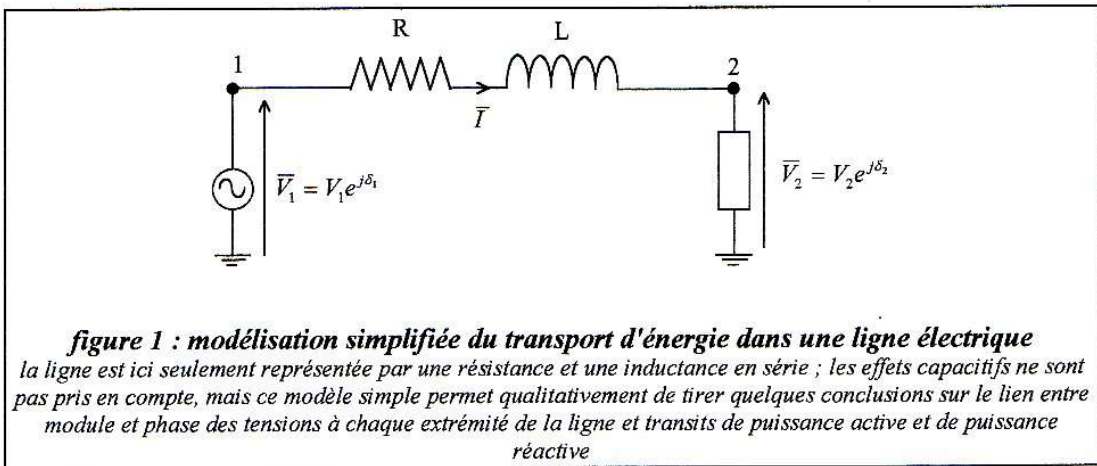 R L
1 2
I̅
V̅₁ = V₁e^{jδ₁} V̅₂ = V₂e^{jδ₂}
figure 1 : modélisation simplifiée du transport d'énergie dans une ligne électrique
la ligne est ici seulement représentée par une résistance et une inductance en série ; les effets capacitifs ne sont
pas pris en compte, mais ce modèle simple permet qualitativement de tirer quelques conclusions sur le lien entre
module et phase des tensions à chaque extrémité de la ligne et transits de puissance active et de puissance
réactive